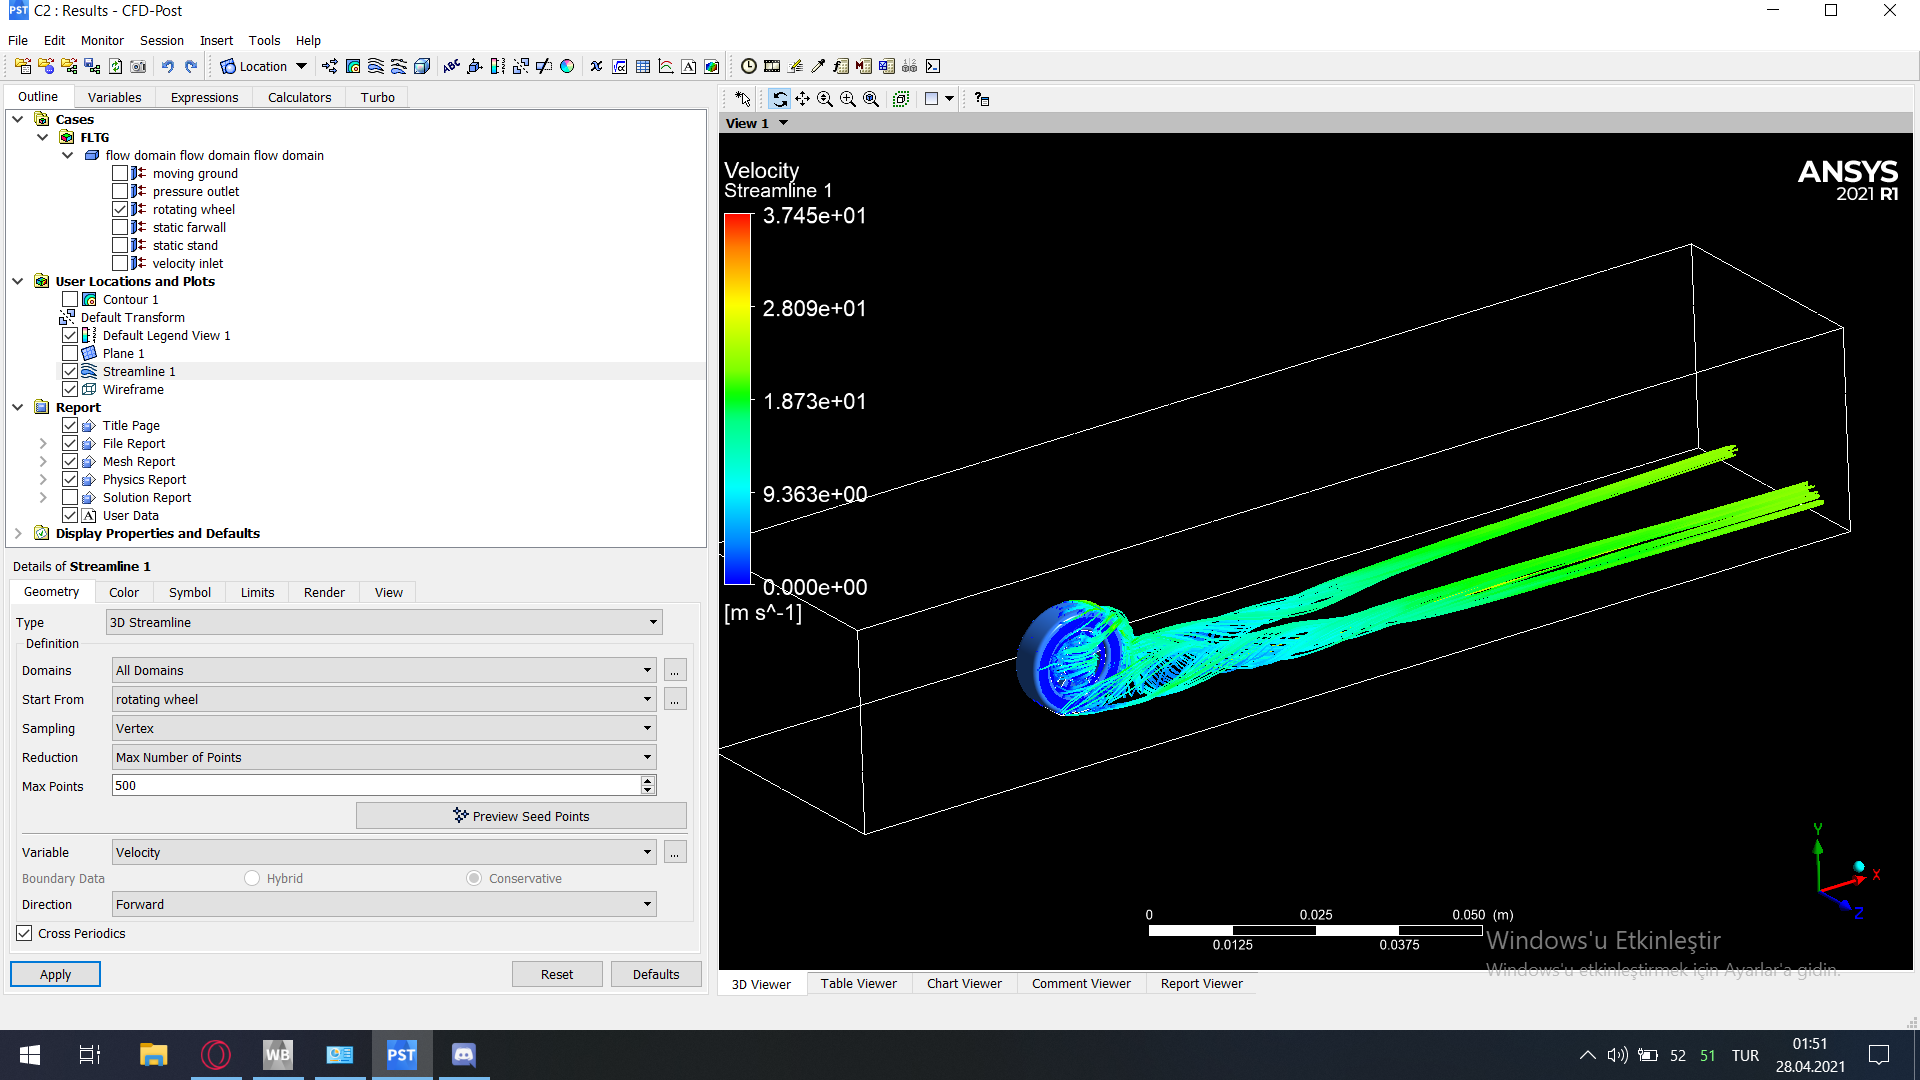 PST C2 : Results - CFD-Post
File Edit Monitor Session Insert Tools Help
Location
Outline Variables Expressions Calculators Turbo
Cases
FLTG
flow domain flow domain flow domain
moving ground
pressure outlet
rotating wheel
static farwall
static stand
velocity inlet
User Locations and Plots
Contour 1
Default Transform
Default Legend View 1
Plane 1
Streamline 1
Wireframe
Report
Title Page
File Report
Mesh Report
Physics Report
Solution Report
User Data
Display Properties and Defaults
Details of Streamline 1
Geometry Color Symbol Limits Render View
Type 3D Streamline
Definition
Domains All Domains ...
Start From rotating wheel ...
Sampling Vertex
Reduction Max Number of Points
Max Points 500
Preview Seed Points
Variable Velocity ...
Boundary Data Hybrid Conservative
Direction Forward
Cross Periodics
Apply Reset Defaults
View 1
Velocity
Streamline 1
3.745e+01
2.809e+01
1.873e+01
9.363e+00
0.000e+00
[m s^-1]
ANSYS
2021 R1
Y
X
Z
0 0.025 0.050 (m)
0.0125 0.0375
Windows'u Etkinleştir
Windows'u etkinleştirmek için Ayarlar'a gidin.
3D Viewer Table Viewer Chart Viewer Comment Viewer Report Viewer
WB PST
52 51 TUR
01:51
28.04.2021